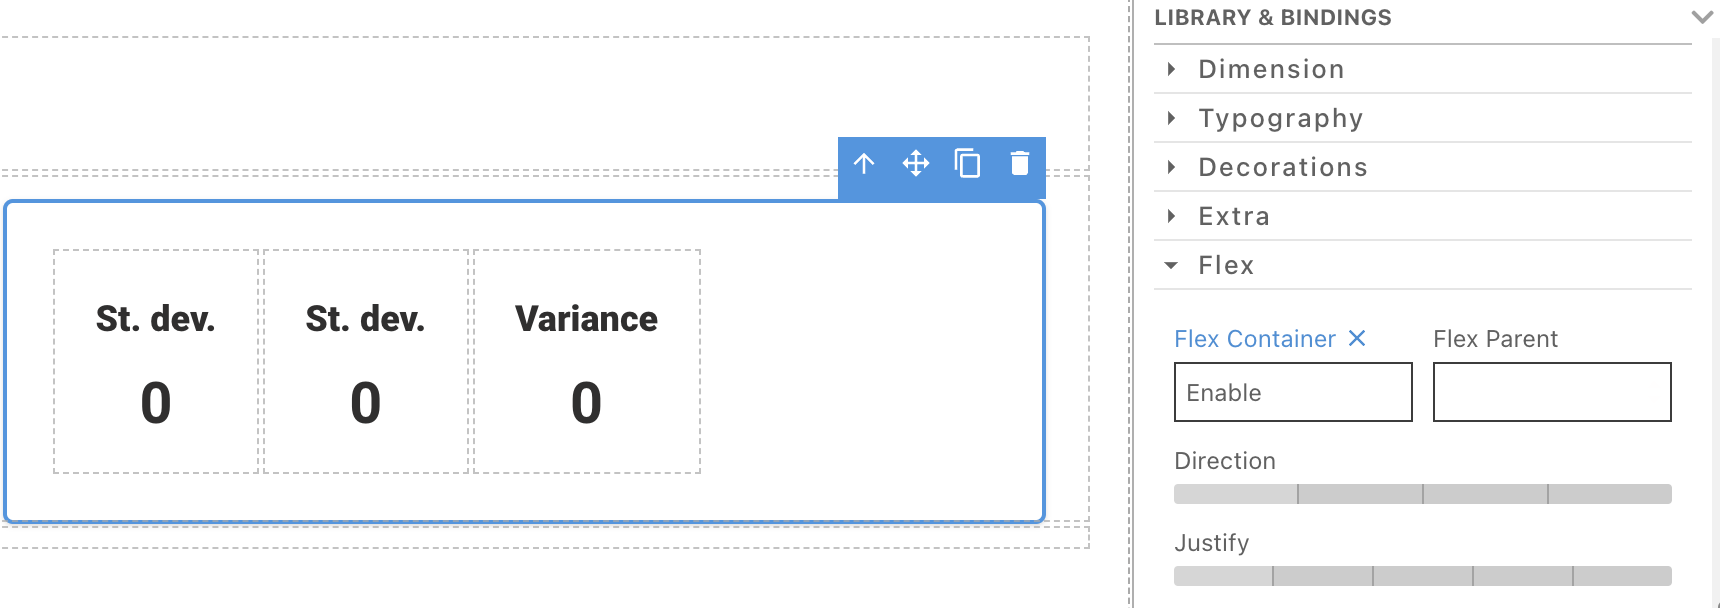 LIBRARY & BINDINGS
Dimension
Typography
Decorations
Extra
Flex
Flex Container
Flex Parent
Enable
Direction
Justify
St. dev.
St. dev.
Variance
0
0
0